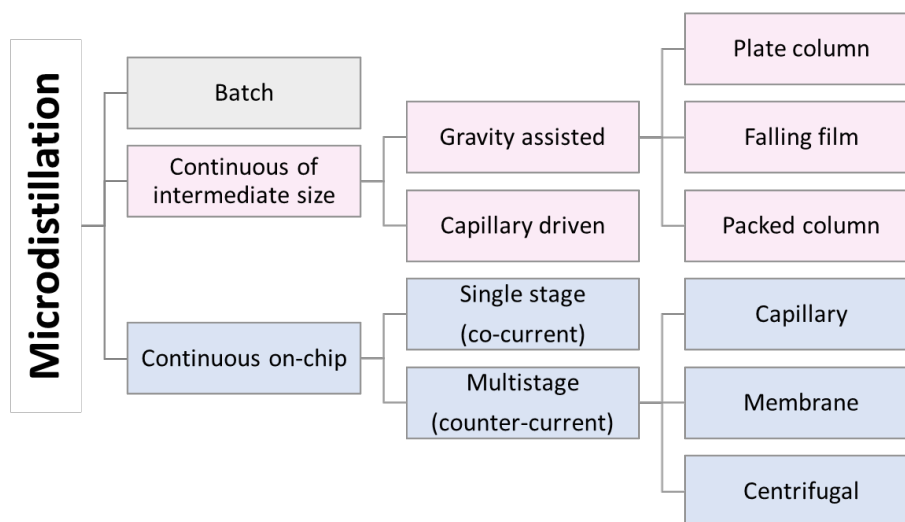 Microdistillation
Batch
Continuous of
intermediate size
Continuous on-chip
Gravity assisted
Capillary driven
Single stage
(co-current)
Multistage
(counter-current)
Plate column
Falling film
Packed column
Capillary
Membrane
Centrifugal